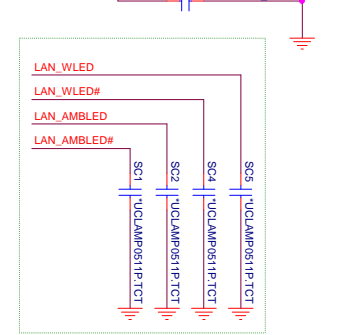 LAN_WLED
LAN_WLED#
LAN_AMBLED
LAN_AMBLED#
SC1
*UCLAMP0511P.TCT
SC2
*UCLAMP0511P.TCT
SC4
*UCLAMP0511P.TCT
SC5
*UCLAMP0511P.TCT